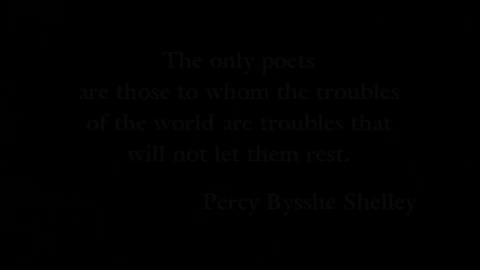 The only poets
are those to whom the troubles
of the world are troubles that
will not let them rest.
Percy Bysshe Shelley